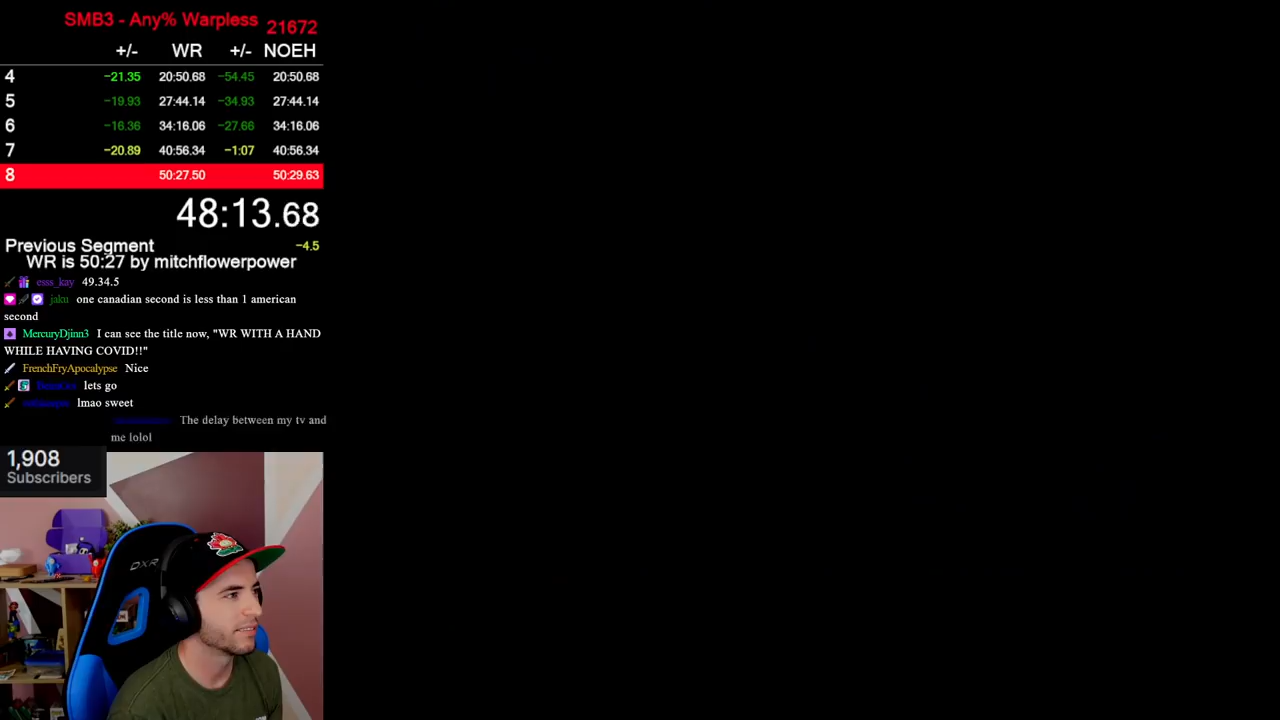 SMB3 - Any% Warpless 21672
+/- WR +/- NOEH
4 -21.35 20:50.68 -54.45 20:50.68
5 -19.93 27:44.14 -34.93 27:44.14
6 -16.36 34:16.06 -27.66 34:16.06
7 -20.89 40:56.34 -1:07 40:56.34
8 50:27.50 50:29.63
48:13.68
Previous Segment -4.5
WR is 50:27 by mitchflowerpower
esss_kay 49.34.5
jaku one canadian second is less than 1 american
second
MercuryDjinn3 I can see the title now, "WR WITH A HAND
WHILE HAVING COVID!!"
FrenchFryApocalypse Nice
lets go
lmao sweet
The delay between my tv and
me lolol
1,908
Subscribers
DXR